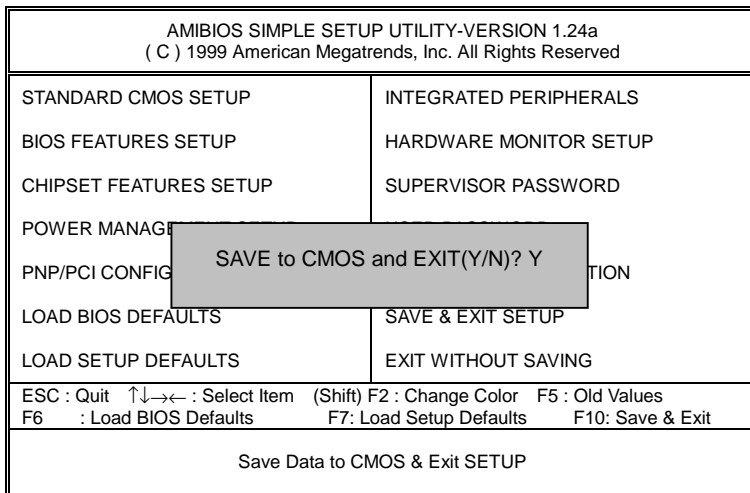 AMIBIOS SIMPLE SETUP UTILITY-VERSION 1.24a
( C ) 1999 American Megatrends, Inc. All Rights Reserved
STANDARD CMOS SETUP
INTEGRATED PERIPHERALS
BIOS FEATURES SETUP
HARDWARE MONITOR SETUP
CHIPSET FEATURES SETUP
SUPERVISOR PASSWORD
POWER
SAVE to CMOS and EXIT(Y/N)? Y
PNP/PCI
LOAD BIOS DEFAULTS
SAVE & EXIT SETUP
LOAD SETUP DEFAULTS
EXIT WITHOUT SAVING
ESC : Quit ↑↓→← : Select Item (Shift) F2 : Change Color F5 : Old Values
F6 : Load BIOS Defaults F7: Load Setup Defaults F10: Save & Exit
Save Data to CMOS & Exit SETUP